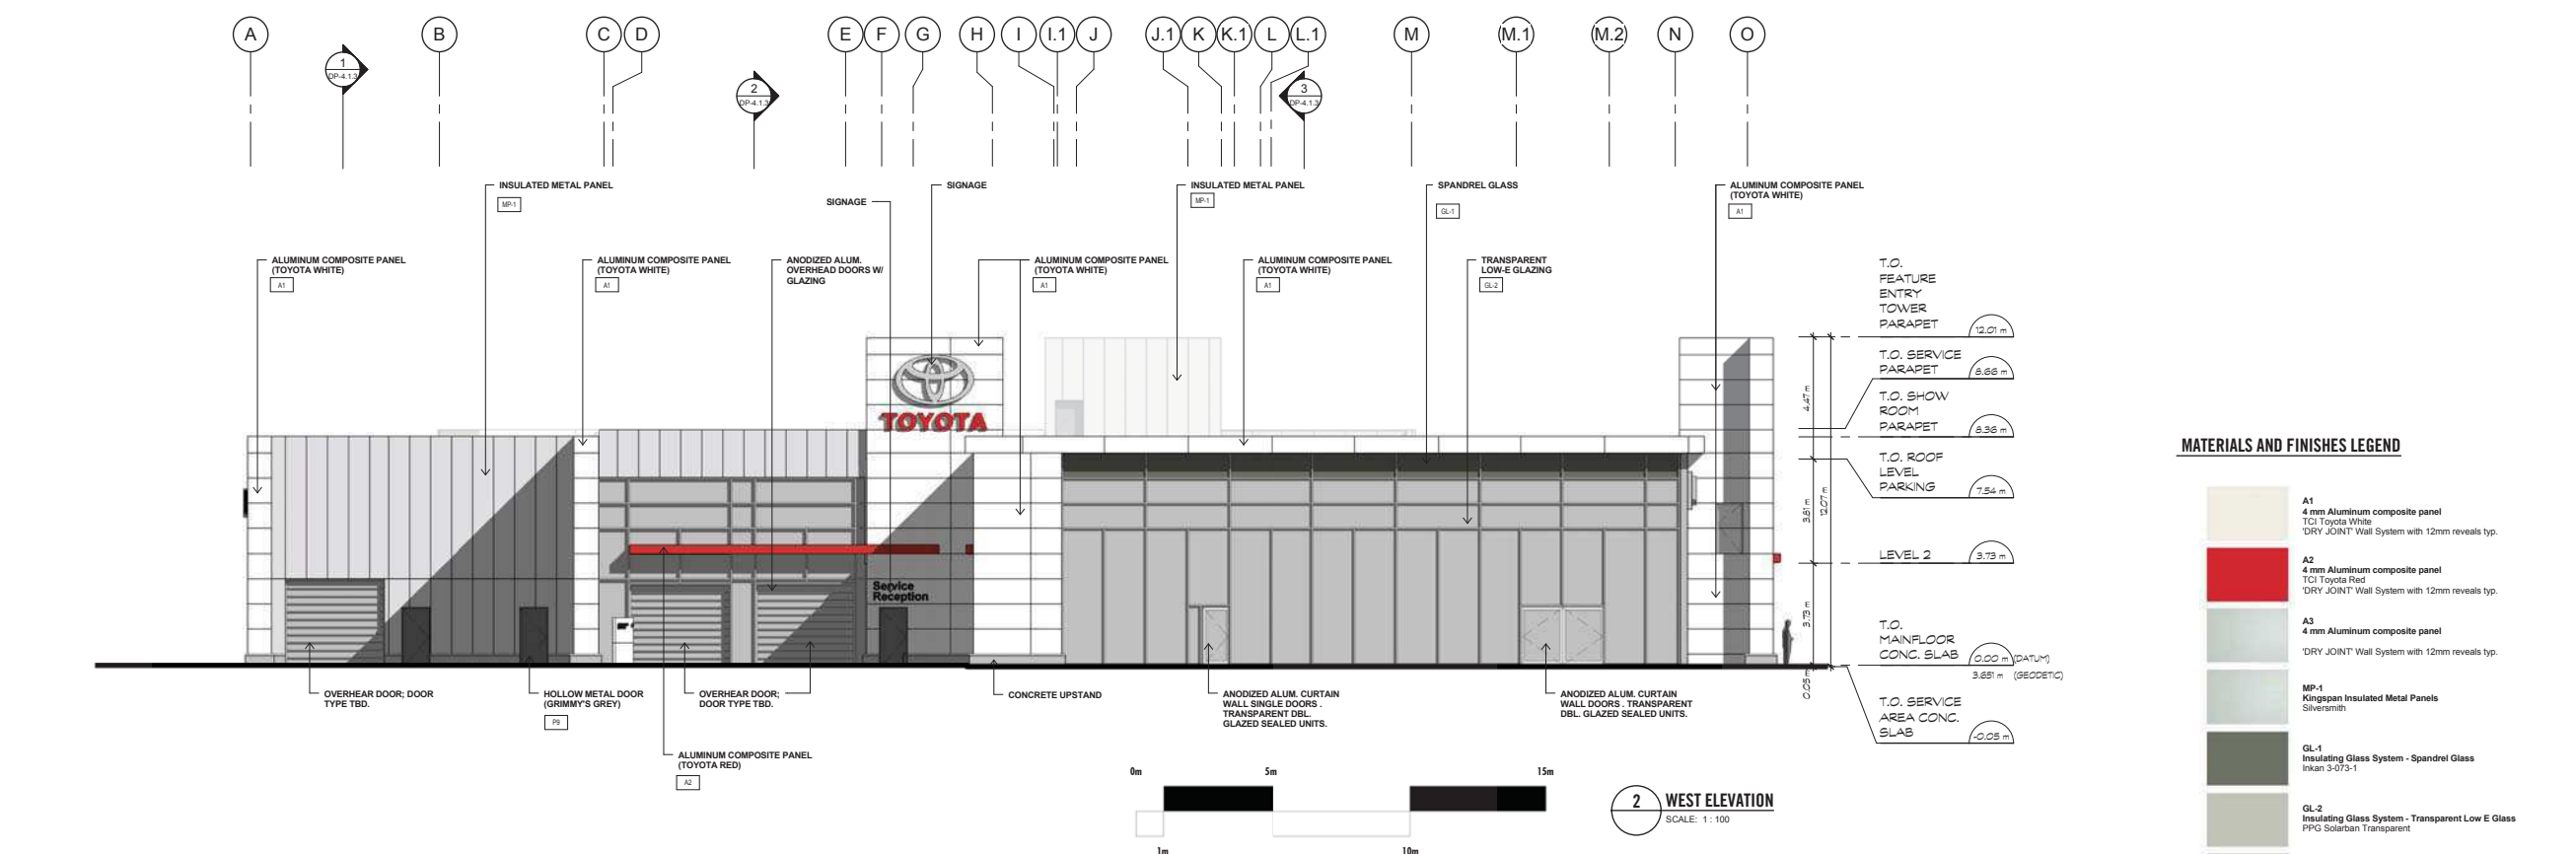 A B C D E F G H I I.1 J J.1 K K.1 L L.1 M M.1 M.2 N O
1
DP-4.1.3
2
DP-4.1.3
3
DP-4.1.3
INSULATED METAL PANEL
MP-1
SIGNAGE
SIGNAGE
INSULATED METAL PANEL
MP-1
SPANDREL GLASS
GL-1
ALUMINUM COMPOSITE PANEL
(TOYOTA WHITE)
A1
ALUMINUM COMPOSITE PANEL
(TOYOTA WHITE)
A1
ALUMINUM COMPOSITE PANEL
(TOYOTA WHITE)
A1
ANODIZED ALUM.
OVERHEAD DOORS W/
GLAZING
ALUMINUM COMPOSITE PANEL
(TOYOTA WHITE)
A1
ALUMINUM COMPOSITE PANEL
(TOYOTA WHITE)
A1
TRANSPARENT
LOW-E GLAZING
GL-2
TOYOTA
Service
Reception
T.O.
FEATURE
ENTRY
TOWER
PARAPET
12.01 m
T.O. SERVICE
PARAPET
8.66 m
T.O. SHOW
ROOM
PARAPET
8.36 m
T.O. ROOF
LEVEL
PARKING
7.54 m
LEVEL 2
3.73 m
T.O.
MAINFLOOR
CONC. SLAB
0.00 m (DATUM)
3.651 m (GEODETIC)
T.O. SERVICE
AREA CONC.
SLAB
-0.05 m
4.47 m
3.81 m
12.07 m
3.73 m
0.05 m
OVERHEAD DOOR; DOOR
TYPE TBD.
HOLLOW METAL DOOR
(GRIMMY'S GREY)
P9
OVERHEAR DOOR;
DOOR TYPE TBD.
ALUMINUM COMPOSITE PANEL
(TOYOTA RED)
A2
CONCRETE UPSTAND
ANODIZED ALUM. CURTAIN
WALL SINGLE DOORS .
TRANSPARENT DBL.
GLAZED SEALED UNITS.
ANODIZED ALUM. CURTAIN
WALL DOORS . TRANSPARENT
DBL. GLAZED SEALED UNITS.
0m 5m 15m
1m 10m
2 WEST ELEVATION
SCALE: 1 : 100
MATERIALS AND FINISHES LEGEND
A1
4 mm Aluminum composite panel
TCI Toyota White
'DRY JOINT' Wall System with 12mm reveals typ.
A2
4 mm Aluminum composite panel
TCI Toyota Red
'DRY JOINT' Wall System with 12mm reveals typ.
A3
4 mm Aluminum composite panel
'DRY JOINT' Wall System with 12mm reveals typ.
MP-1
Kingspan Insulated Metal Panels
Silversmith
GL-1
Insulating Glass System - Spandrel Glass
Inkan 3-073-1
GL-2
Insulating Glass System - Transparent Low E Glass
PPG Solarban Transparent